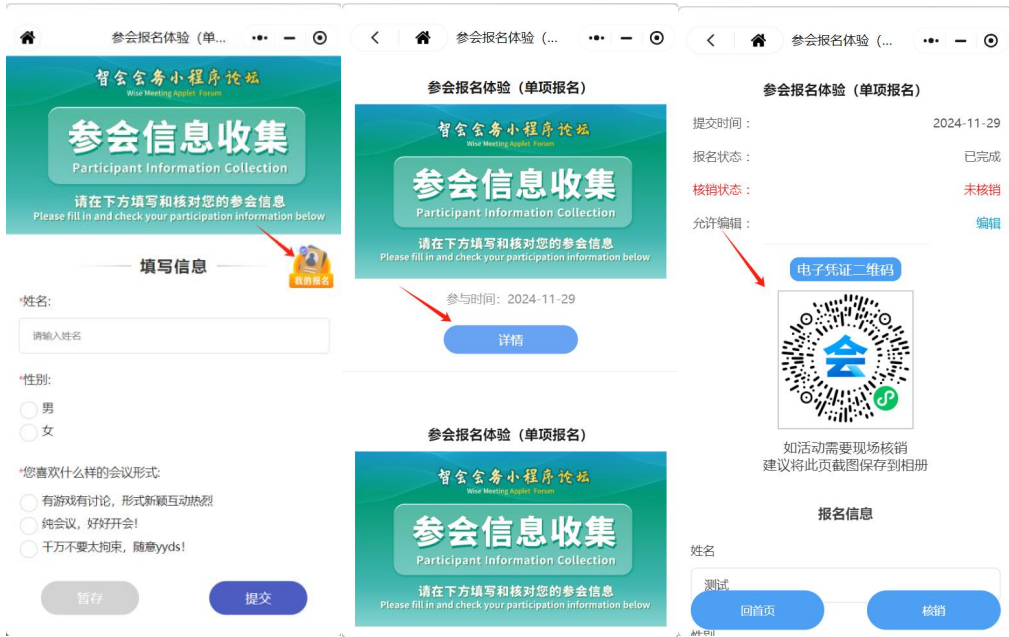 参会报名体验（单...
智会会务小程序论坛
Wise Meeting Applet Forum
参会信息收集
Participant Information Collection
请在下方填写和核对您的参会信息
Please fill in and check your participation information below
填写信息
我的报名
*姓名:
请输入姓名
*性别:
男
女
*您喜欢什么样的会议形式:
有游戏有讨论，形式新颖互动热烈
纯会议，好好开会!
千万不要太拘束，随意yyds!
暂存
提交
参会报名体验（...
参会报名体验（单项报名）
智会会务小程序论坛
Wise Meeting Applet Forum
参会信息收集
Participant Information Collection
请在下方填写和核对您的参会信息
Please fill in and check your participation information below
参与时间：2024-11-29
详情
参会报名体验（单项报名）
智会会务小程序论坛
Wise Meeting Applet Forum
参会信息收集
Participant Information Collection
请在下方填写和核对您的参会信息
Please fill in and check your participation information below
参会报名体验（...
参会报名体验（单项报名）
提交时间： 2024-11-29
报名状态： 已完成
核销状态： 未核销
允许编辑： 编辑
电子凭证二维码
会
如活动需要现场核销
建议将此页截图保存到相册
报名信息
姓名
测试
回首页
核销
性别